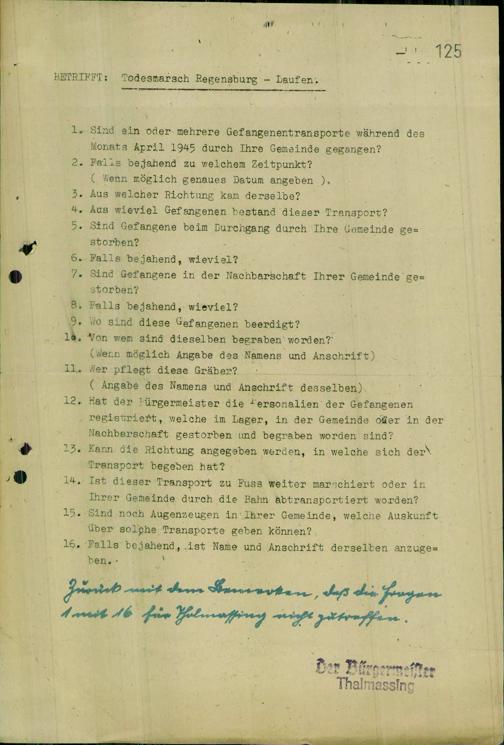 125
BETRIFFT: Todesmarsch Regensburg - Laufen.
1. Sind ein oder mehrere Gefangenentransporte während des
Monats April 1945 durch Ihre Gemeinde gegangen?
2. Falls bejahend zu welchem Zeitpunkt?
( Wenn möglich genaues Datum angeben ).
3. Aus welcher Richtung kam derselbe?
4. Aus wieviel Gefangenen bestand dieser Transport?
5. Sind Gefangene beim Durchgang durch Ihre Gemeinde ge=
storben?
6. Falls bejahend, wieviel?
7. Sind Gefangene in der Nachbarschaft Ihrer Gemeinde ge=
storben?
8. Falls bejahend, wieviel?
9. Wo sind diese Gefangenen beerdigt?
10. Von wem sind dieselben begraben worden?
(Wenn möglich Angabe des Namens und Anschrift)
11. Wer pflegt diese Gräber?
( Angabe des Namens und Anschrift desselben)
12. Hat der Bürgermeister die Personalien der Gefangenen
registriert, welche im Lager, in der Gemeinde oder in der
Nachbarschaft gestorben und begraben worden sind?
13. Kann die Richtung angegeben werden, in welche sich der
Transport begeben hat?
14. Ist dieser Transport zu Fuss weiter marschiert oder in
Ihrer Gemeinde durch die Bahn abtransportiert worden?
15. Sind noch Augenzeugen in Ihrer Gemeinde, welche Auskunft
über solche Transporte geben können?
16. Falls bejahend, ist Name und Anschrift derselben anzuge=
ben.
Zurück mit dem Bemerken, daß die Fragen
1 mit 16 für Tholmassing nicht zutreffen.
Der Bürgermeister
Thalmassing